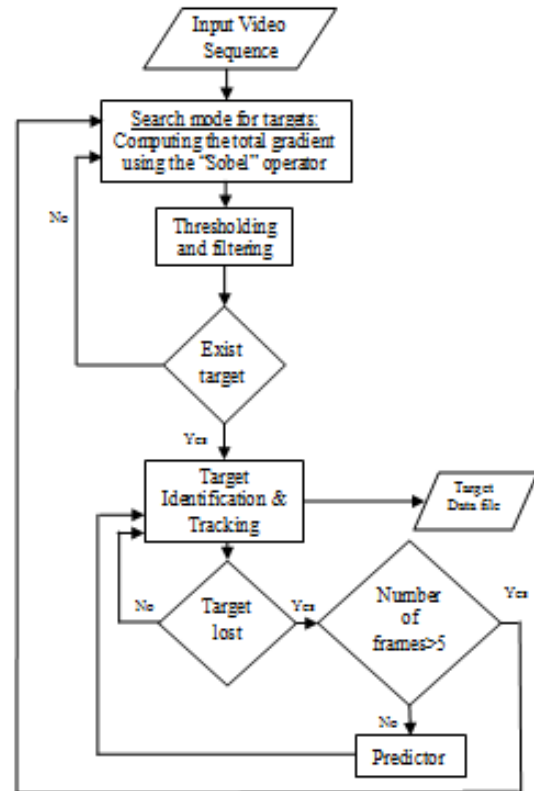 Input Video
Sequence
Search mode for targets:
Computing the total gradient
using the "Sobel" operator
No
Thresholding
and filtering
Exist
target
Yes
Target
Identification &
Tracking
Target
Data file
No
Target
lost
Yes
Number
of
frames>5
Yes
No
Predictor